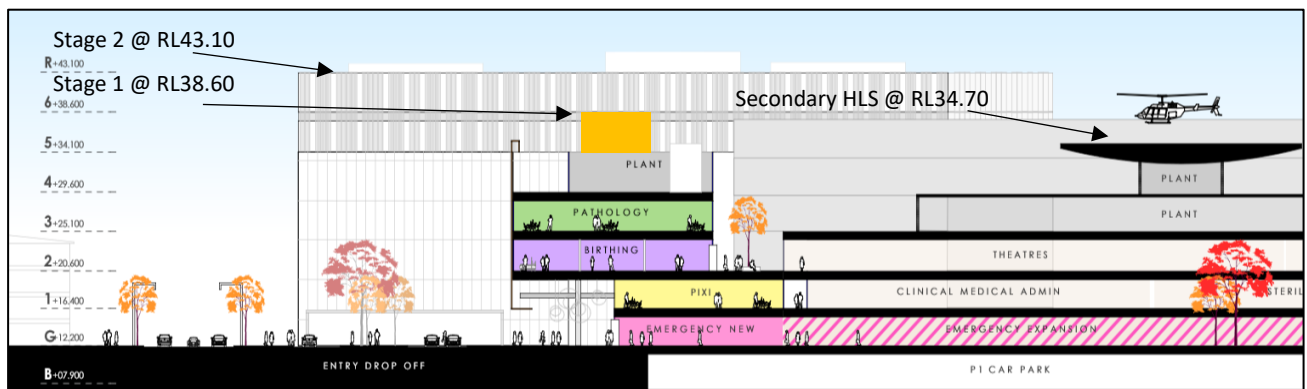 Stage 2 @ RL43.10
R+43.100
Stage 1 @ RL38.60
6+38.600
Secondary HLS @ RL34.70
5+34.100
PLANT
4+29.600
PLANT
PATHOLOGY
PLANT
3+25.100
BIRTHING
THEATRES
2+20.600
PIXI
CLINICAL MEDICAL ADMIN
STERIL
1+16.400
EMERGENCY NEW
EMERGENCY EXPANSION
G+12.200
ENTRY DROP OFF
P1 CAR PARK
B+07.900